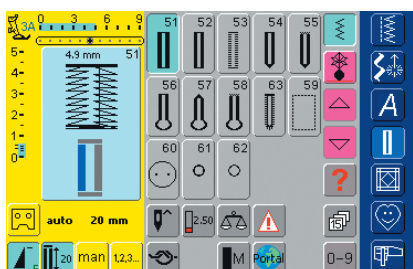 3A 0 3 6 9
4.9 mm 51
5
4
3
2
1
0
51 52 53 54 55
56 57 58 63 59
60 61 62
A
?
auto 20 mm
2.50
20 man 1,2,3... M Portal 0-9